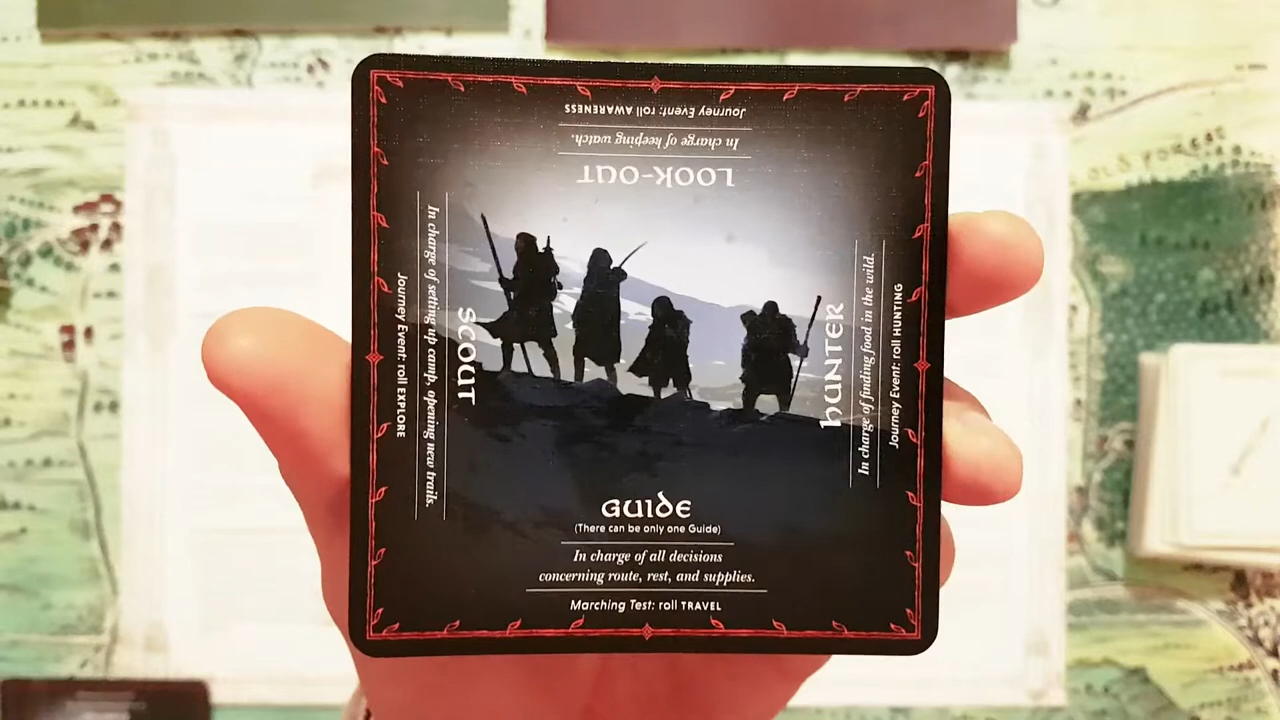 Journey Event: roll AWARENESS
In charge of keeping watch.
LOOK-OUT
SCOUT
In charge of setting up camp, opening new trails.
Journey Event: roll EXPLORE
HUNTER
In charge of finding food in the wild.
Journey Event: roll HUNTING
GUIDE
(There can be only one Guide)
In charge of all decisions
concerning route, rest, and supplies.
Marching Test: roll TRAVEL
OLD FOREST